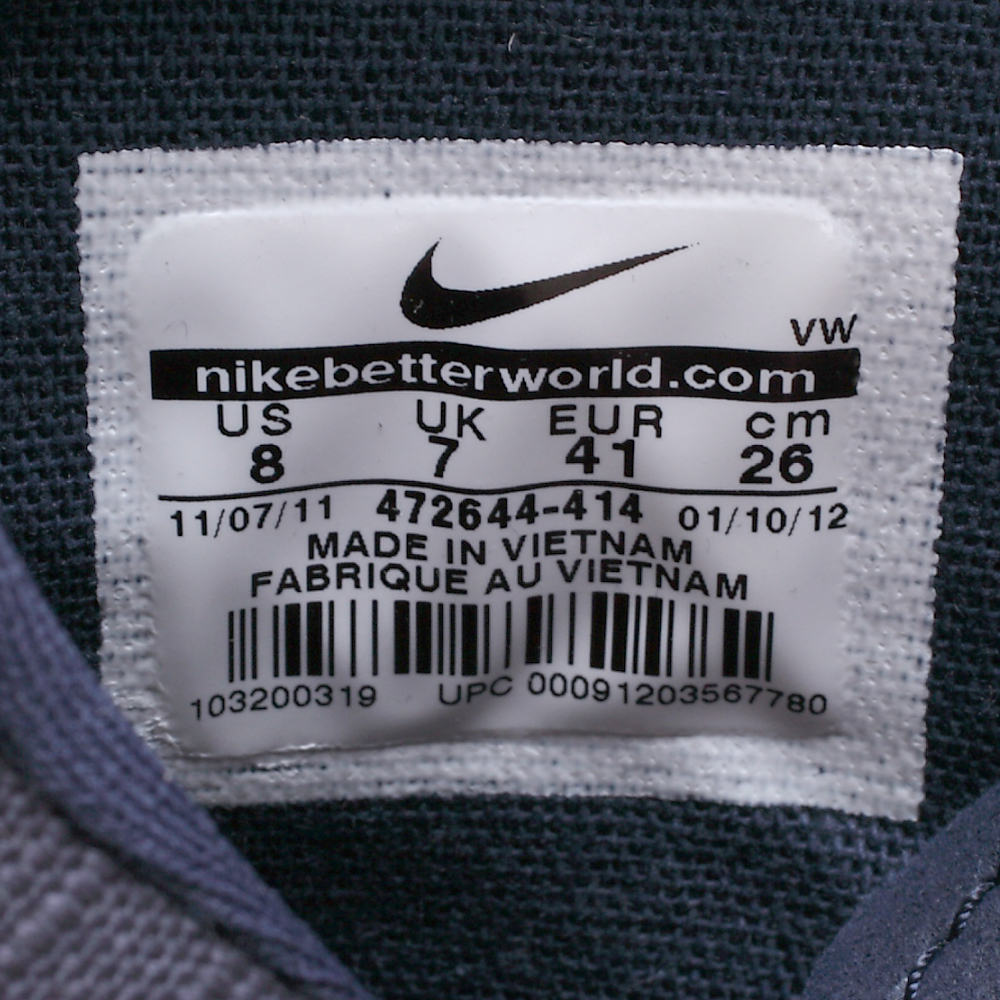 VW
nikebetterworld.com
US UK EUR cm
8 7 41 26
11/07/11 472644-414 01/10/12
MADE IN VIETNAM
FABRIQUE AU VIETNAM
103200319 UPC 00091203567780